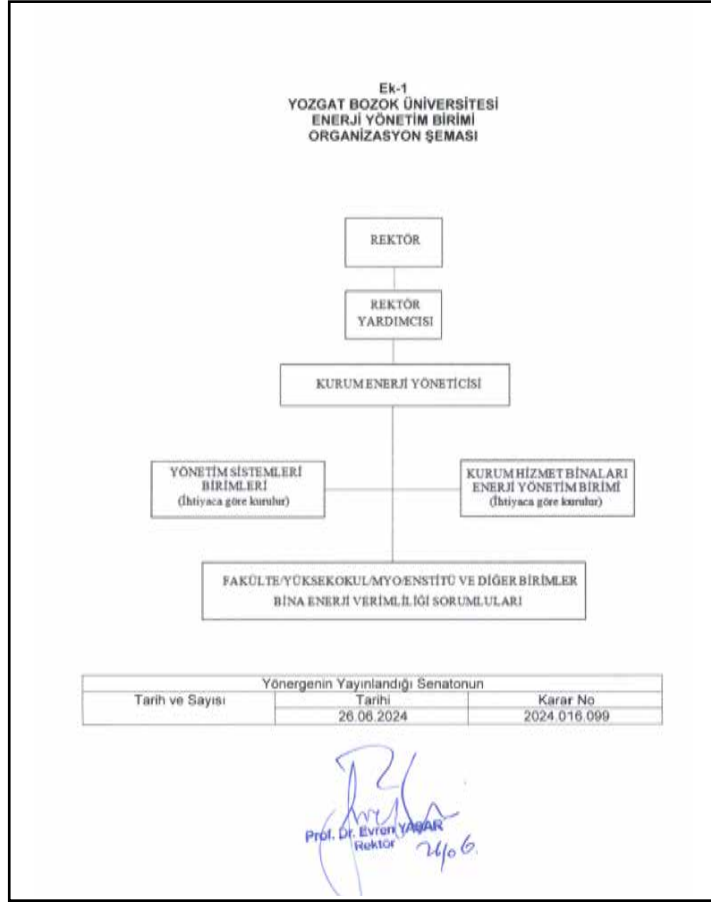 Ek-1
YOZGAT BOZOK ÜNİVERSİTESİ
ENERJİ YÖNETİM BİRİMİ
ORGANİZASYON ŞEMASI
REKTÖR
REKTÖR
YARDIMCISI
KURUM ENERJİ YÖNETİCİSİ
YÖNETİM SİSTEMLERİ
BİRİMLERİ
(İhtiyaca göre kurulur)
KURUM HİZMET BİNALARI
ENERJİ YÖNETİM BİRİMİ
(İhtiyaca göre kurulur)
FAKÜLTE/YÜKSEKOKUL/MYO/ENSTİTÜ VE DİĞER BİRİMLER
BİNA ENERJİ VERİMLİLİĞİ SORUMLULARI
Yönergenin Yayınlandığı Senatonun
Tarih ve Sayısı Tarihi Karar No
26.06.2024 2024.016.099
Prof. Dr. Evren YAŞAR
Rektör
26/06.